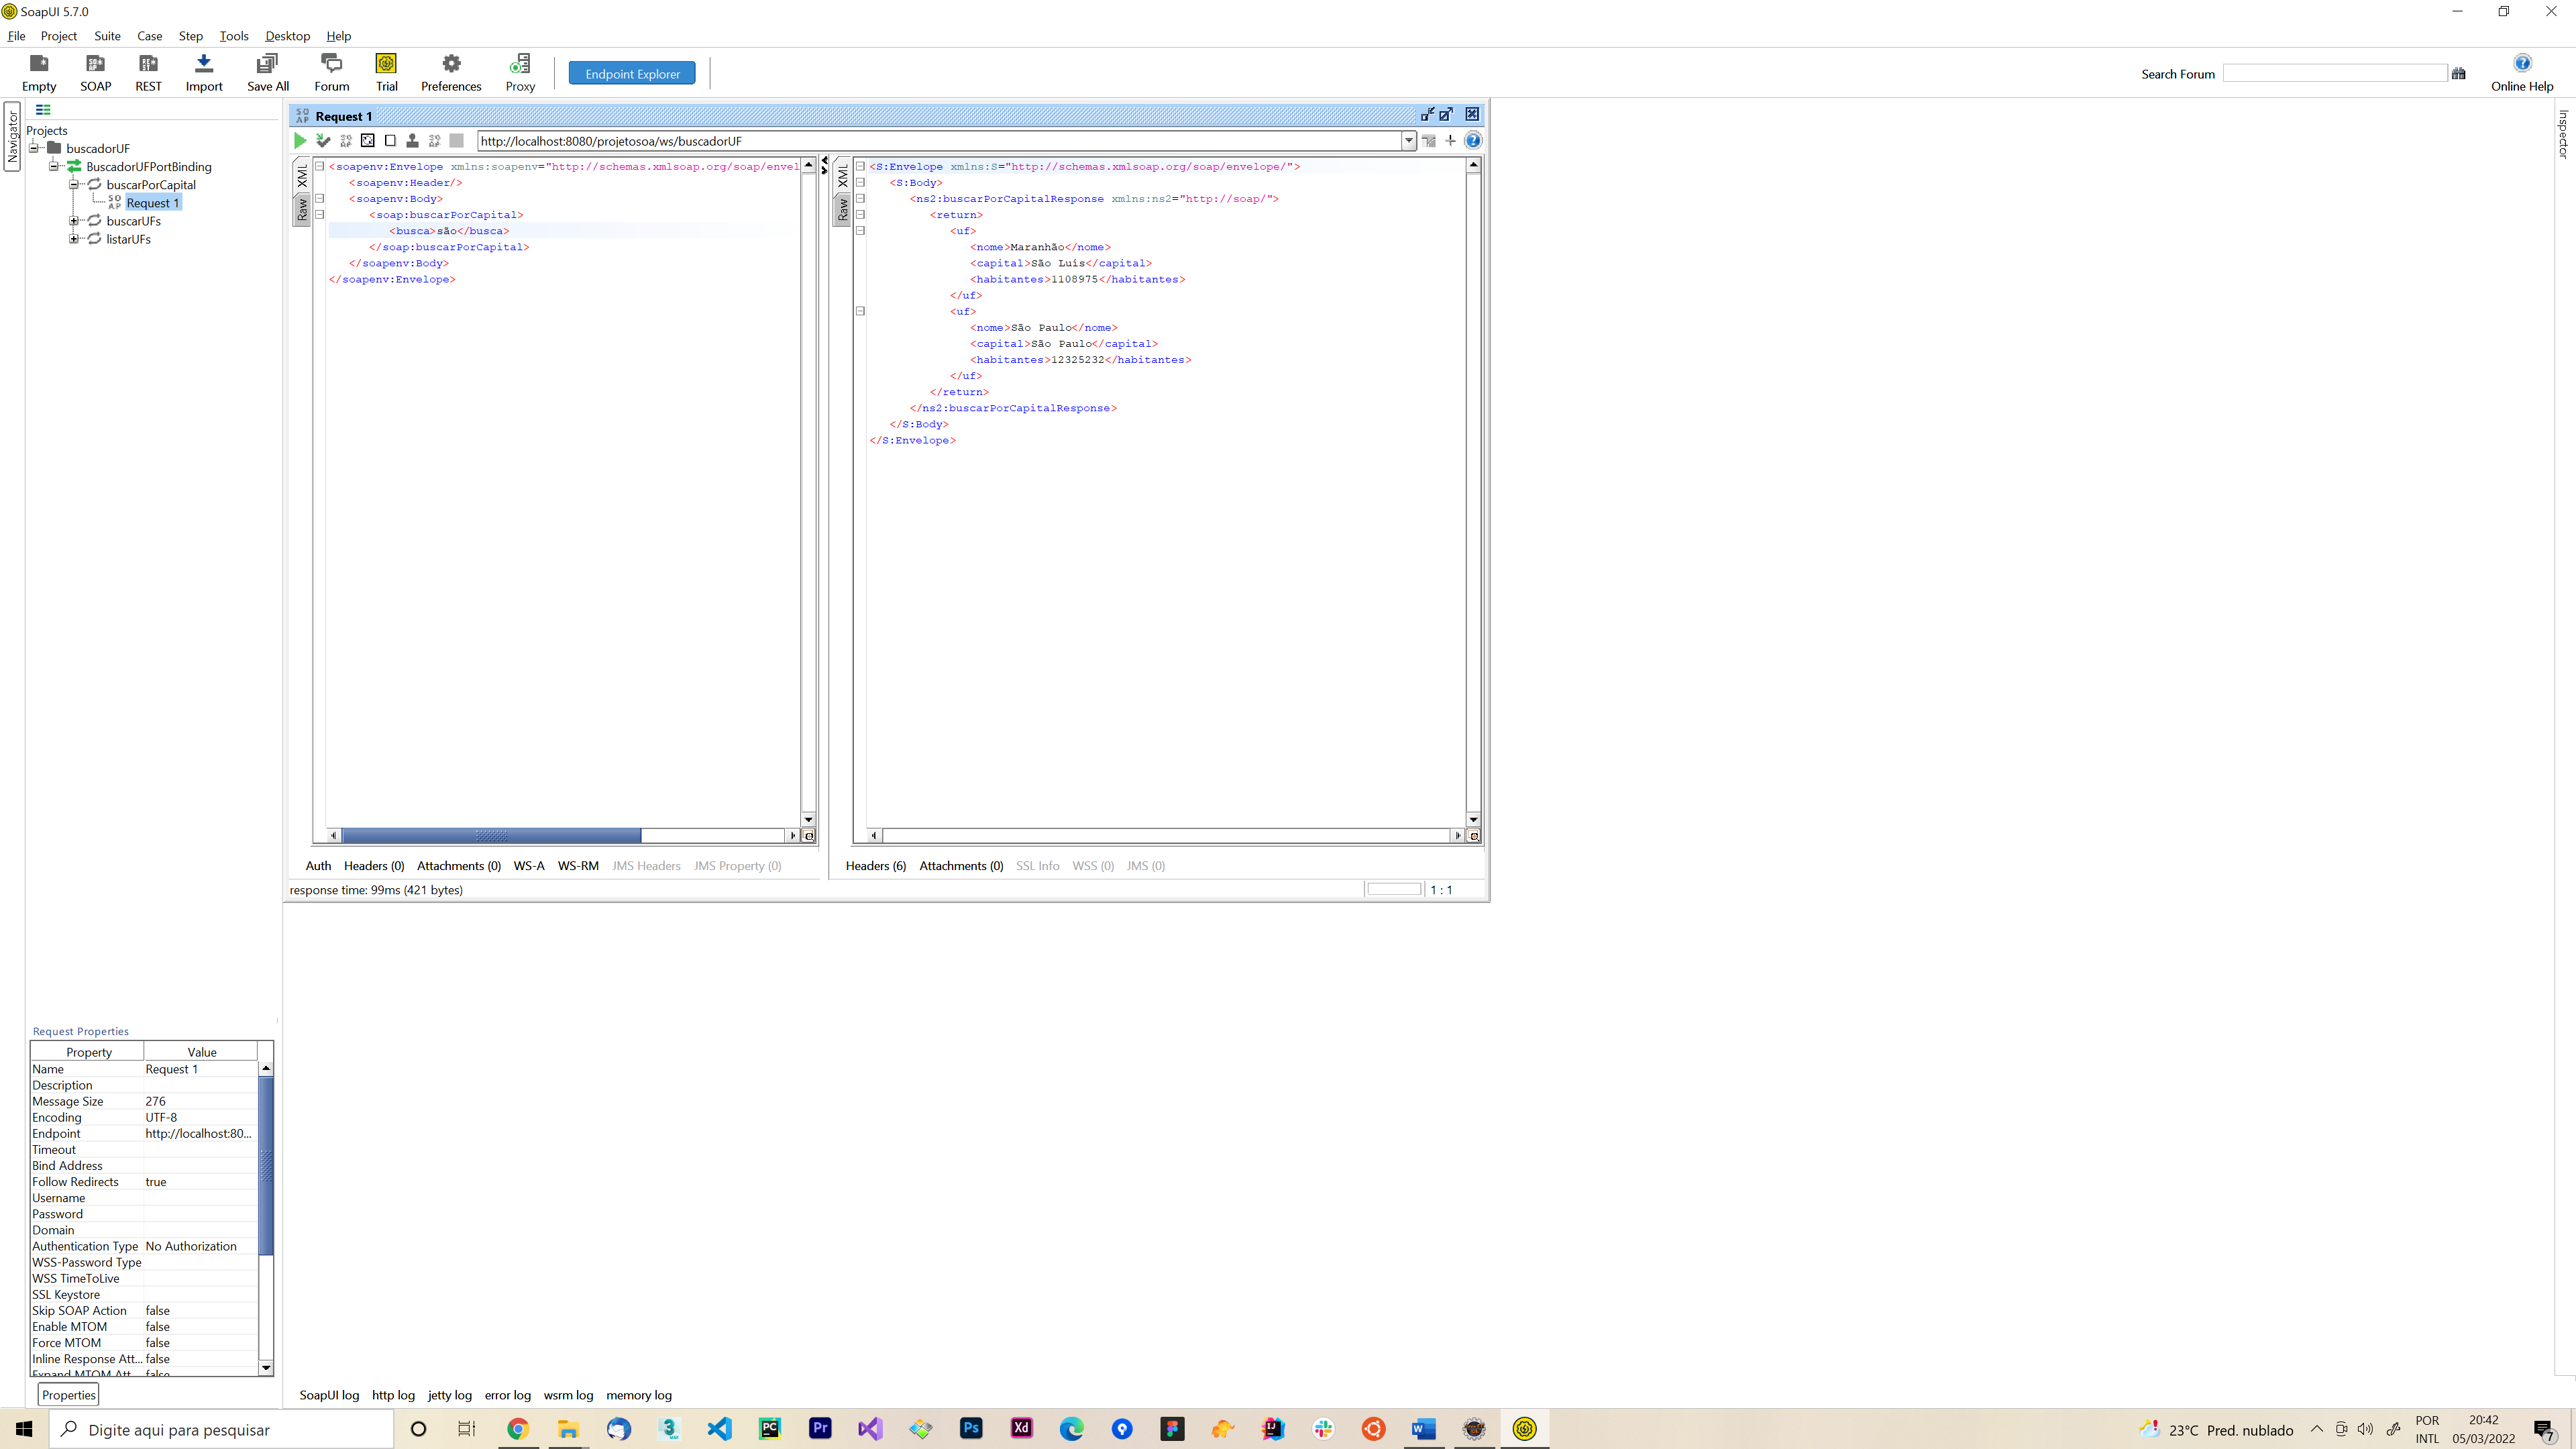 SoapUI 5.7.0
File Project Suite Case Step Tools Desktop Help
Empty SOAP REST Import Save All Forum Trial Preferences Proxy Endpoint Explorer Search Forum Online Help
Navigator
Inspector
Projects
buscadorUF
BuscadorUFPortBinding
buscarPorCapital
Request 1
buscarUFs
listarUFs
Request 1
http://localhost:8080/projetosoa/ws/buscadorUF
XML
Raw
<soapenv:Envelope xmlns:soapenv="http://schemas.xmlsoap.org/soap/envel
<soapenv:Header/>
<soapenv:Body>
<soap:buscarPorCapital>
<busca>são</busca>
</soap:buscarPorCapital>
</soapenv:Body>
</soapenv:Envelope>
XML
Raw
<S:Envelope xmlns:S="http://schemas.xmlsoap.org/soap/envelope/">
<S:Body>
<ns2:buscarPorCapitalResponse xmlns:ns2="http://soap/">
<return>
<uf>
<nome>Maranhão</nome>
<capital>São Luís</capital>
<habitantes>1108975</habitantes>
</uf>
<uf>
<nome>São Paulo</nome>
<capital>São Paulo</capital>
<habitantes>12325232</habitantes>
</uf>
</return>
</ns2:buscarPorCapitalResponse>
</S:Body>
</S:Envelope>
Auth Headers (0) Attachments (0) WS-A WS-RM JMS Headers JMS Property (0)
Headers (6) Attachments (0) SSL Info WSS (0) JMS (0)
response time: 99ms (421 bytes)
1 : 1
Request Properties
Property Value
Name Request 1
Description
Message Size 276
Encoding UTF-8
Endpoint http://localhost:80...
Timeout
Bind Address
Follow Redirects true
Username
Password
Domain
Authentication Type No Authorization
WSS-Password Type
WSS TimeToLive
SSL Keystore
Skip SOAP Action false
Enable MTOM false
Force MTOM false
Inline Response Att... false
Expand MTOM Att... false
Properties
SoapUI log http log jetty log error log wsrm log memory log
Digite aqui para pesquisar
23°C Pred. nublado
POR
INTL
20:42
05/03/2022
7